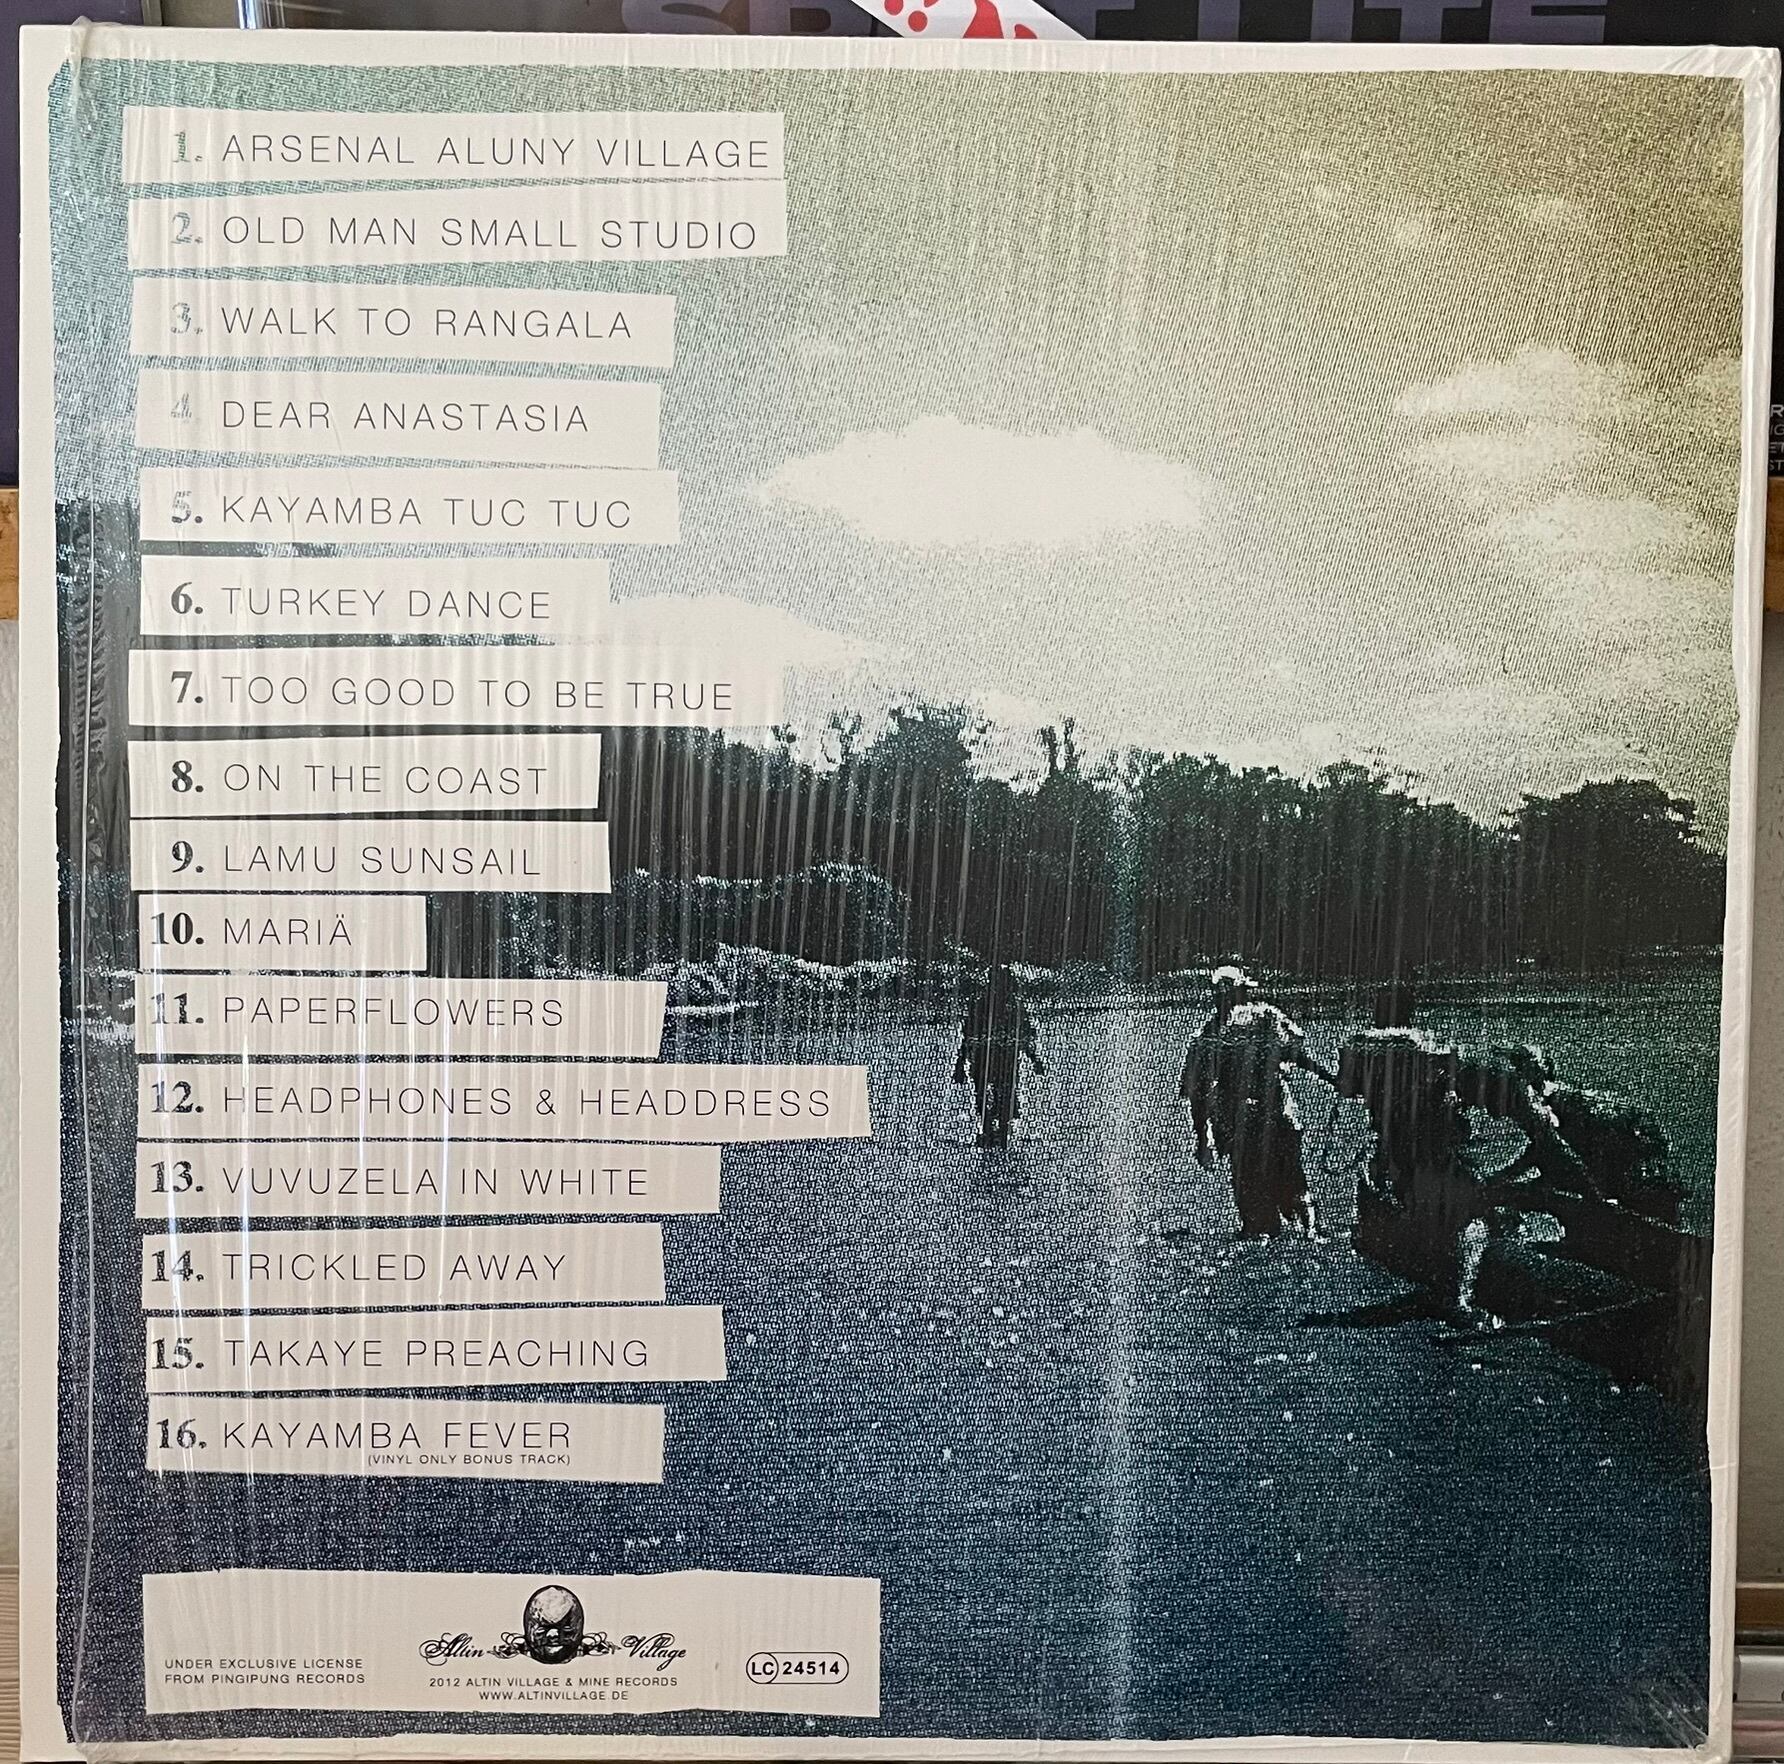 1. ARSENAL ALUNY VILLAGE
2. OLD MAN SMALL STUDIO
3. WALK TO RANGALA
4. DEAR ANASTASIA
5. KAYAMBA TUC TUC
6. TURKEY DANCE
7. TOO GOOD TO BE TRUE
8. ON THE COAST
9. LAMU SUNSAIL
10. MARIÄ
11. PAPERFLOWERS
12. HEADPHONES & HEADDRESS
13. VUVUZELA IN WHITE
14. TRICKLED AWAY
15. TAKAYE PREACHING
16. KAYAMBA FEVER
(VINYL ONLY BONUS TRACK)
UNDER EXCLUSIVE LICENSE
FROM PINGIPUNG RECORDS
Altin Village
2012 ALTIN VILLAGE & MINE RECORDS
WWW.ALTINVILLAGE.DE
LC 24514